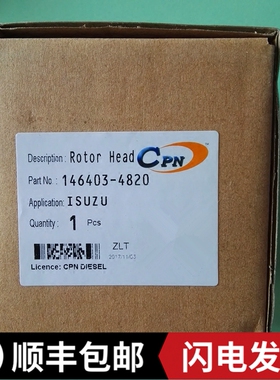 Description: Rotor Head CPN
Part No : 146403-4820
Application: ISUZU
Quantity : 1 Pcs
ZLT
Licence: CPN DIESEL
顺丰包邮 闪电发货